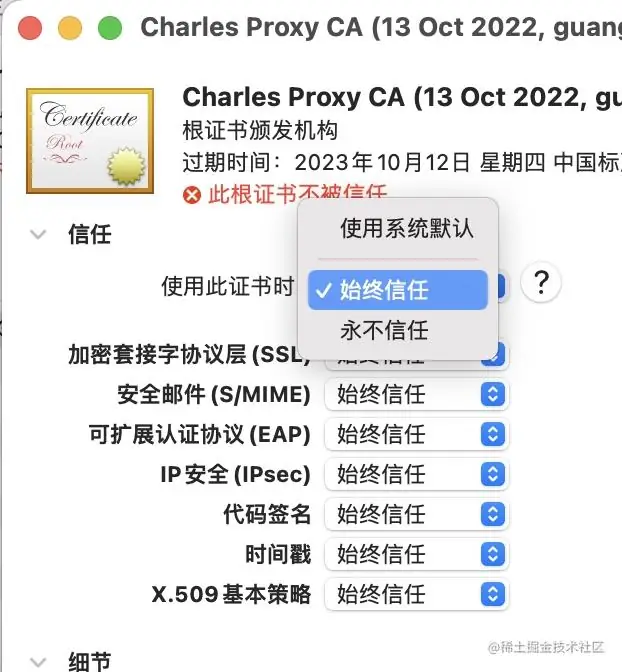 Charles Proxy CA (13 Oct 2022, guang
Certificate
Root
Charles Proxy CA (13 Oct 2022, gu
根证书颁发机构
过期时间：2023年10月12日 星期四 中国标
此根证书不被信任
信任
使用系统默认
使用此证书时
始终信任
?
永不信任
加密套接字协议层 (SSL) 始终信任
安全邮件 (S/MIME) 始终信任
可扩展认证协议 (EAP) 始终信任
IP 安全 (IPsec) 始终信任
代码签名 始终信任
时间戳 始终信任
X.509 基本策略 始终信任
@稀土掘金技术社区
细节